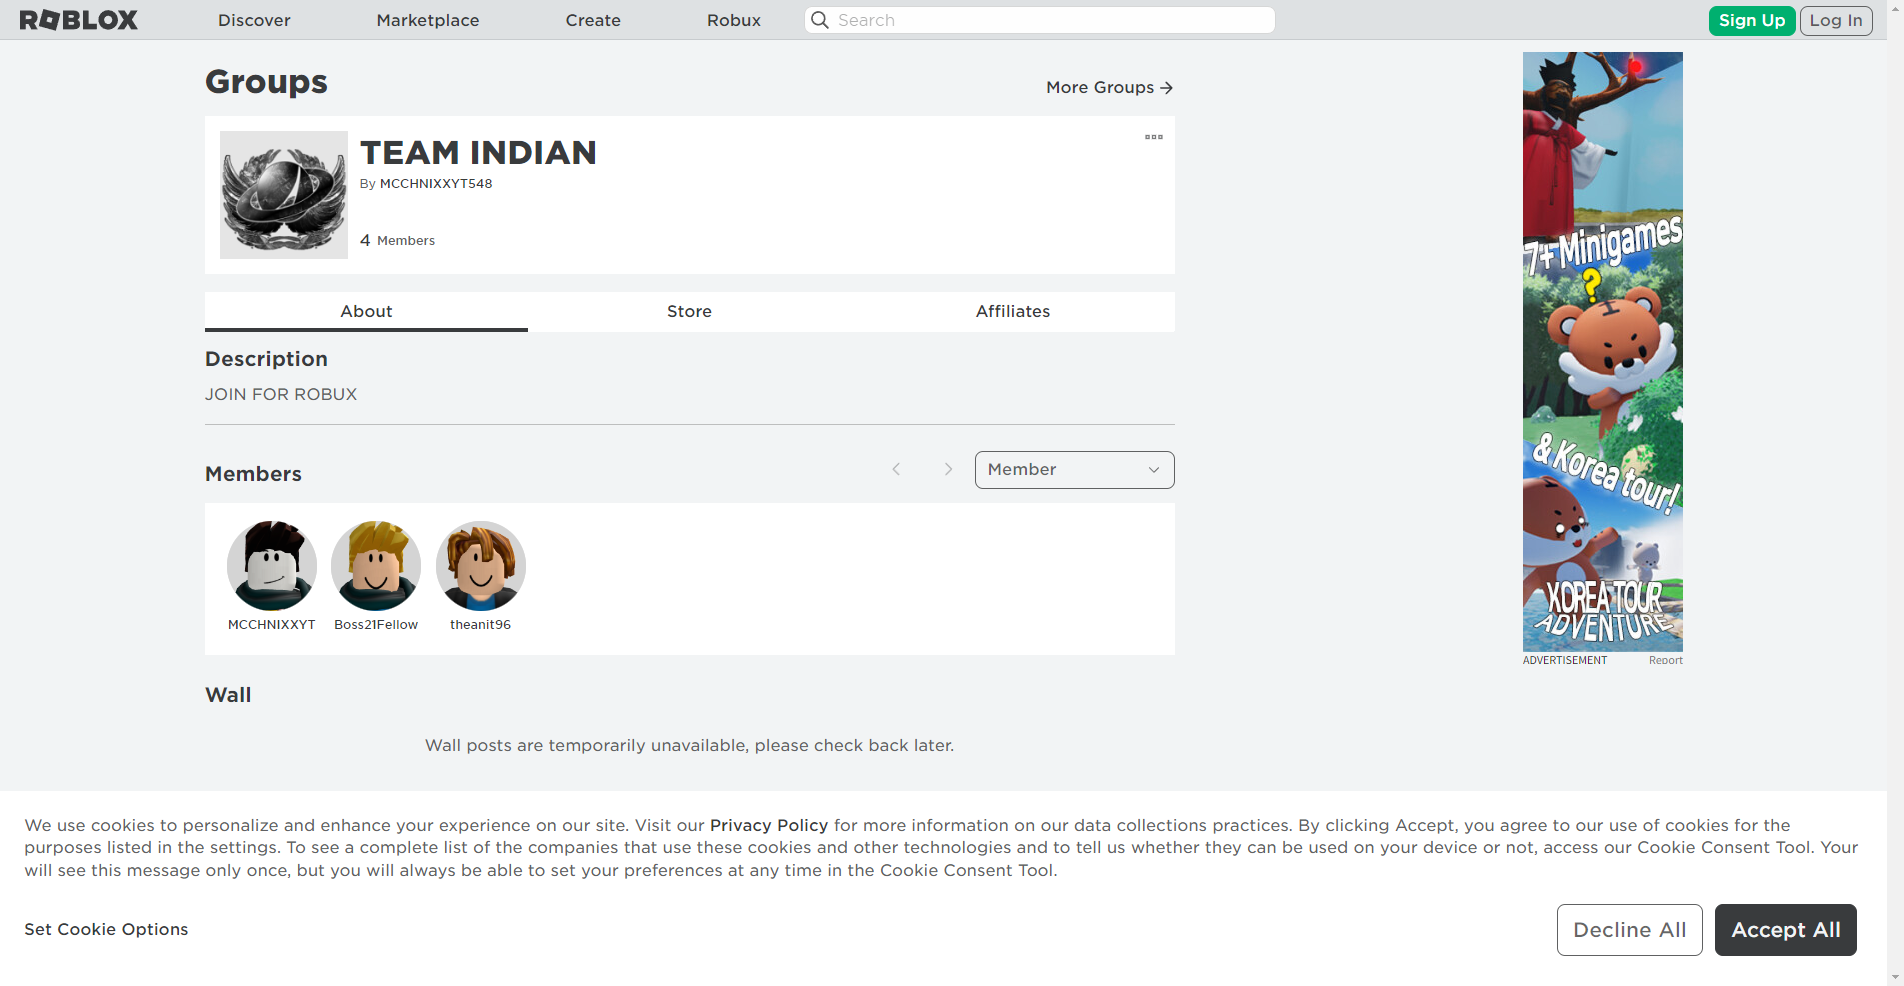 ROBLOX
Discover
Marketplace
Create
Robux
Search
Sign Up
Log In
Groups
More Groups
TEAM INDIAN
By MCCHNIXXYT548
4 Members
About
Store
Affiliates
Description
JOIN FOR ROBUX
Members
Member
MCCHNIXXYT
Boss21Fellow
theanit96
Wall
Wall posts are temporarily unavailable, please check back later.
7+ Minigames
?
& Korea tour!
KOREA TOUR
ADVENTURE
ADVERTISEMENT
Report
We use cookies to personalize and enhance your experience on our site. Visit our Privacy Policy for more information on our data collections practices. By clicking Accept, you agree to our use of cookies for the
purposes listed in the settings. To see a complete list of the companies that use these cookies and other technologies and to tell us whether they can be used on your device or not, access our Cookie Consent Tool. Your
will see this message only once, but you will always be able to set your preferences at any time in the Cookie Consent Tool.
Set Cookie Options
Decline All
Accept All